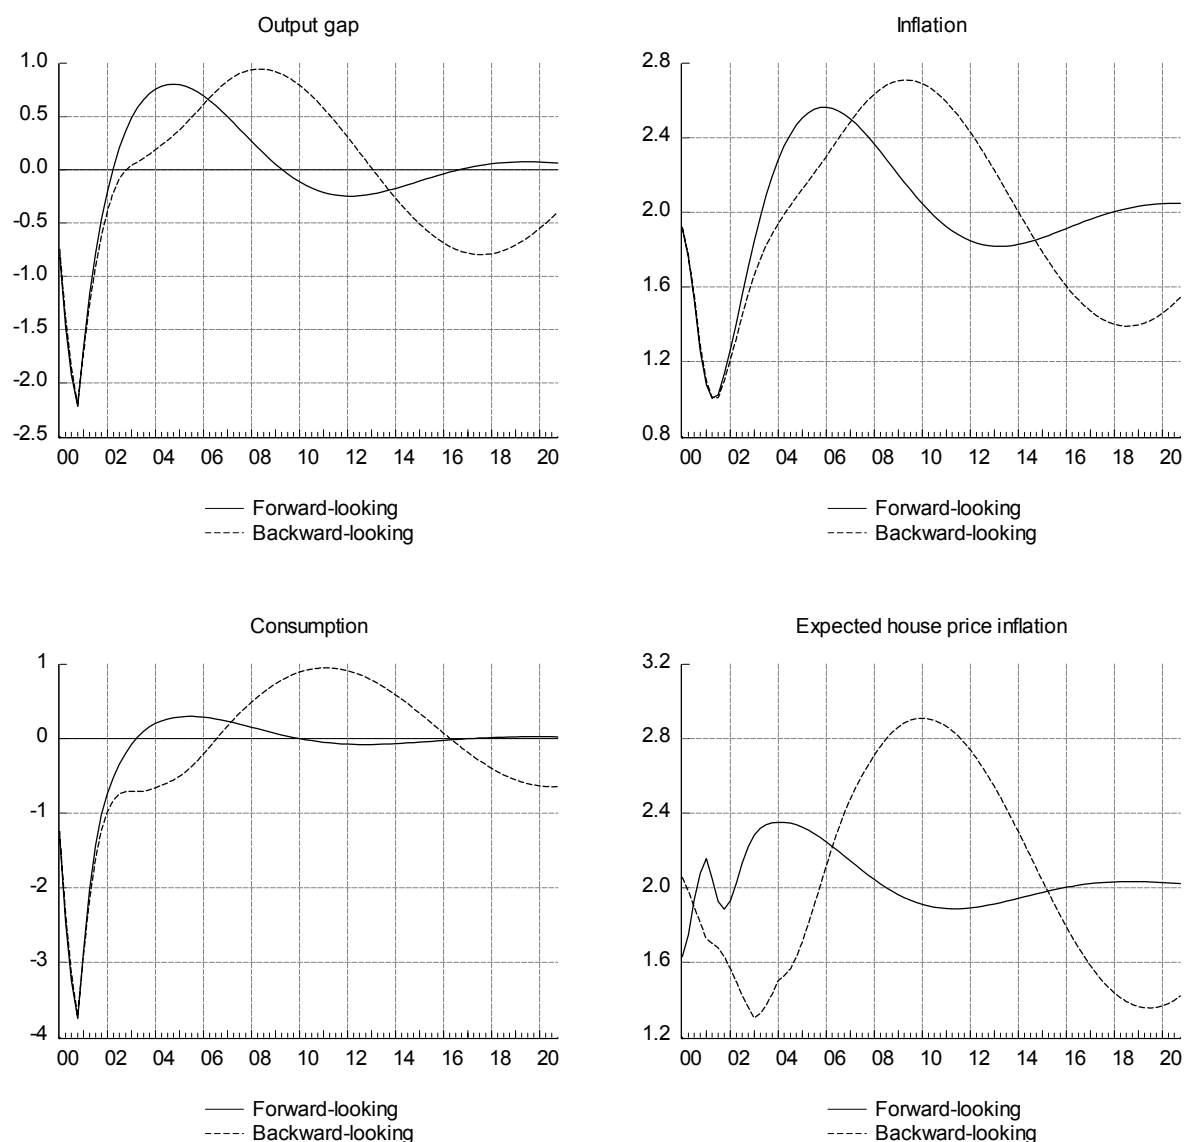 Output gap
1.0
0.5
0.0
-0.5
-1.0
-1.5
-2.0
-2.5
00 02 04 06 08 10 12 14 16 18 20
Forward-looking
Backward-looking
Inflation
2.8
2.4
2.0
1.6
1.2
0.8
00 02 04 06 08 10 12 14 16 18 20
Forward-looking
Backward-looking
Consumption
1
0
-1
-2
-3
-4
00 02 04 06 08 10 12 14 16 18 20
Forward-looking
Backward-looking
Expected house price inflation
3.2
2.8
2.4
2.0
1.6
1.2
00 02 04 06 08 10 12 14 16 18 20
Forward-looking
Backward-looking